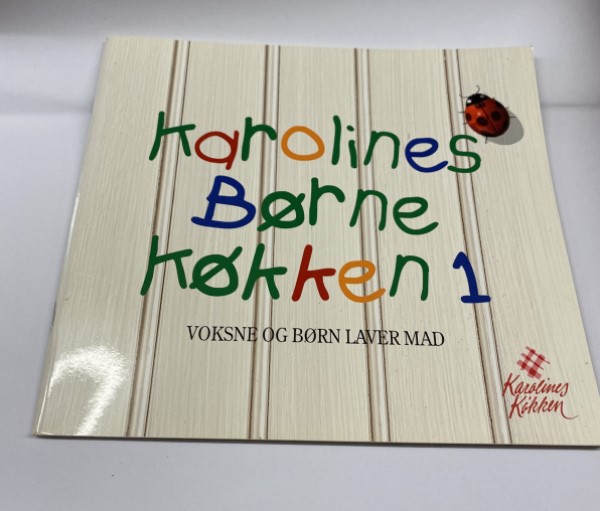 Karolines
Børne
køkken 1
VOKSNE OG BØRN LAVER MAD
Karolines
Køkken